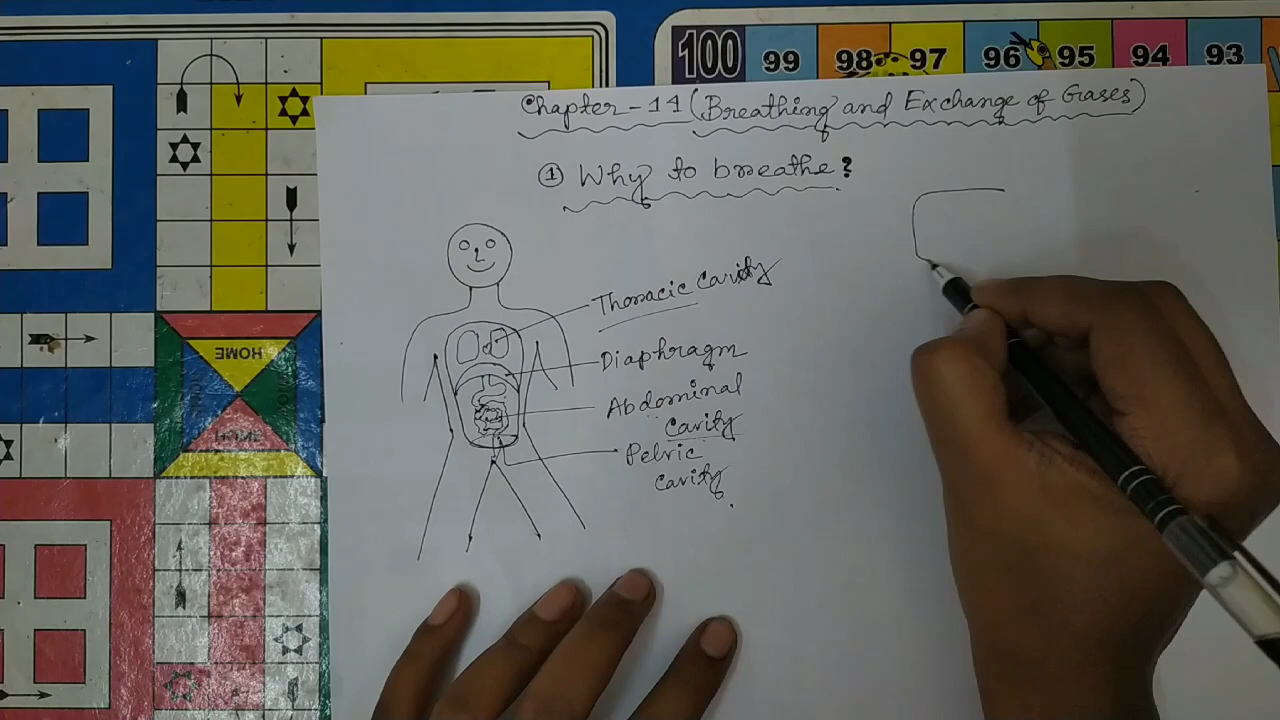 100 99 98 97 96 95 94 93
Chapter - 14 (Breathing and Exchange of Gases)
① Why to breathe?
Thoracic cavity
Diaphragm
Abdominal
cavity
Pelvic
cavity
HOME
HOME